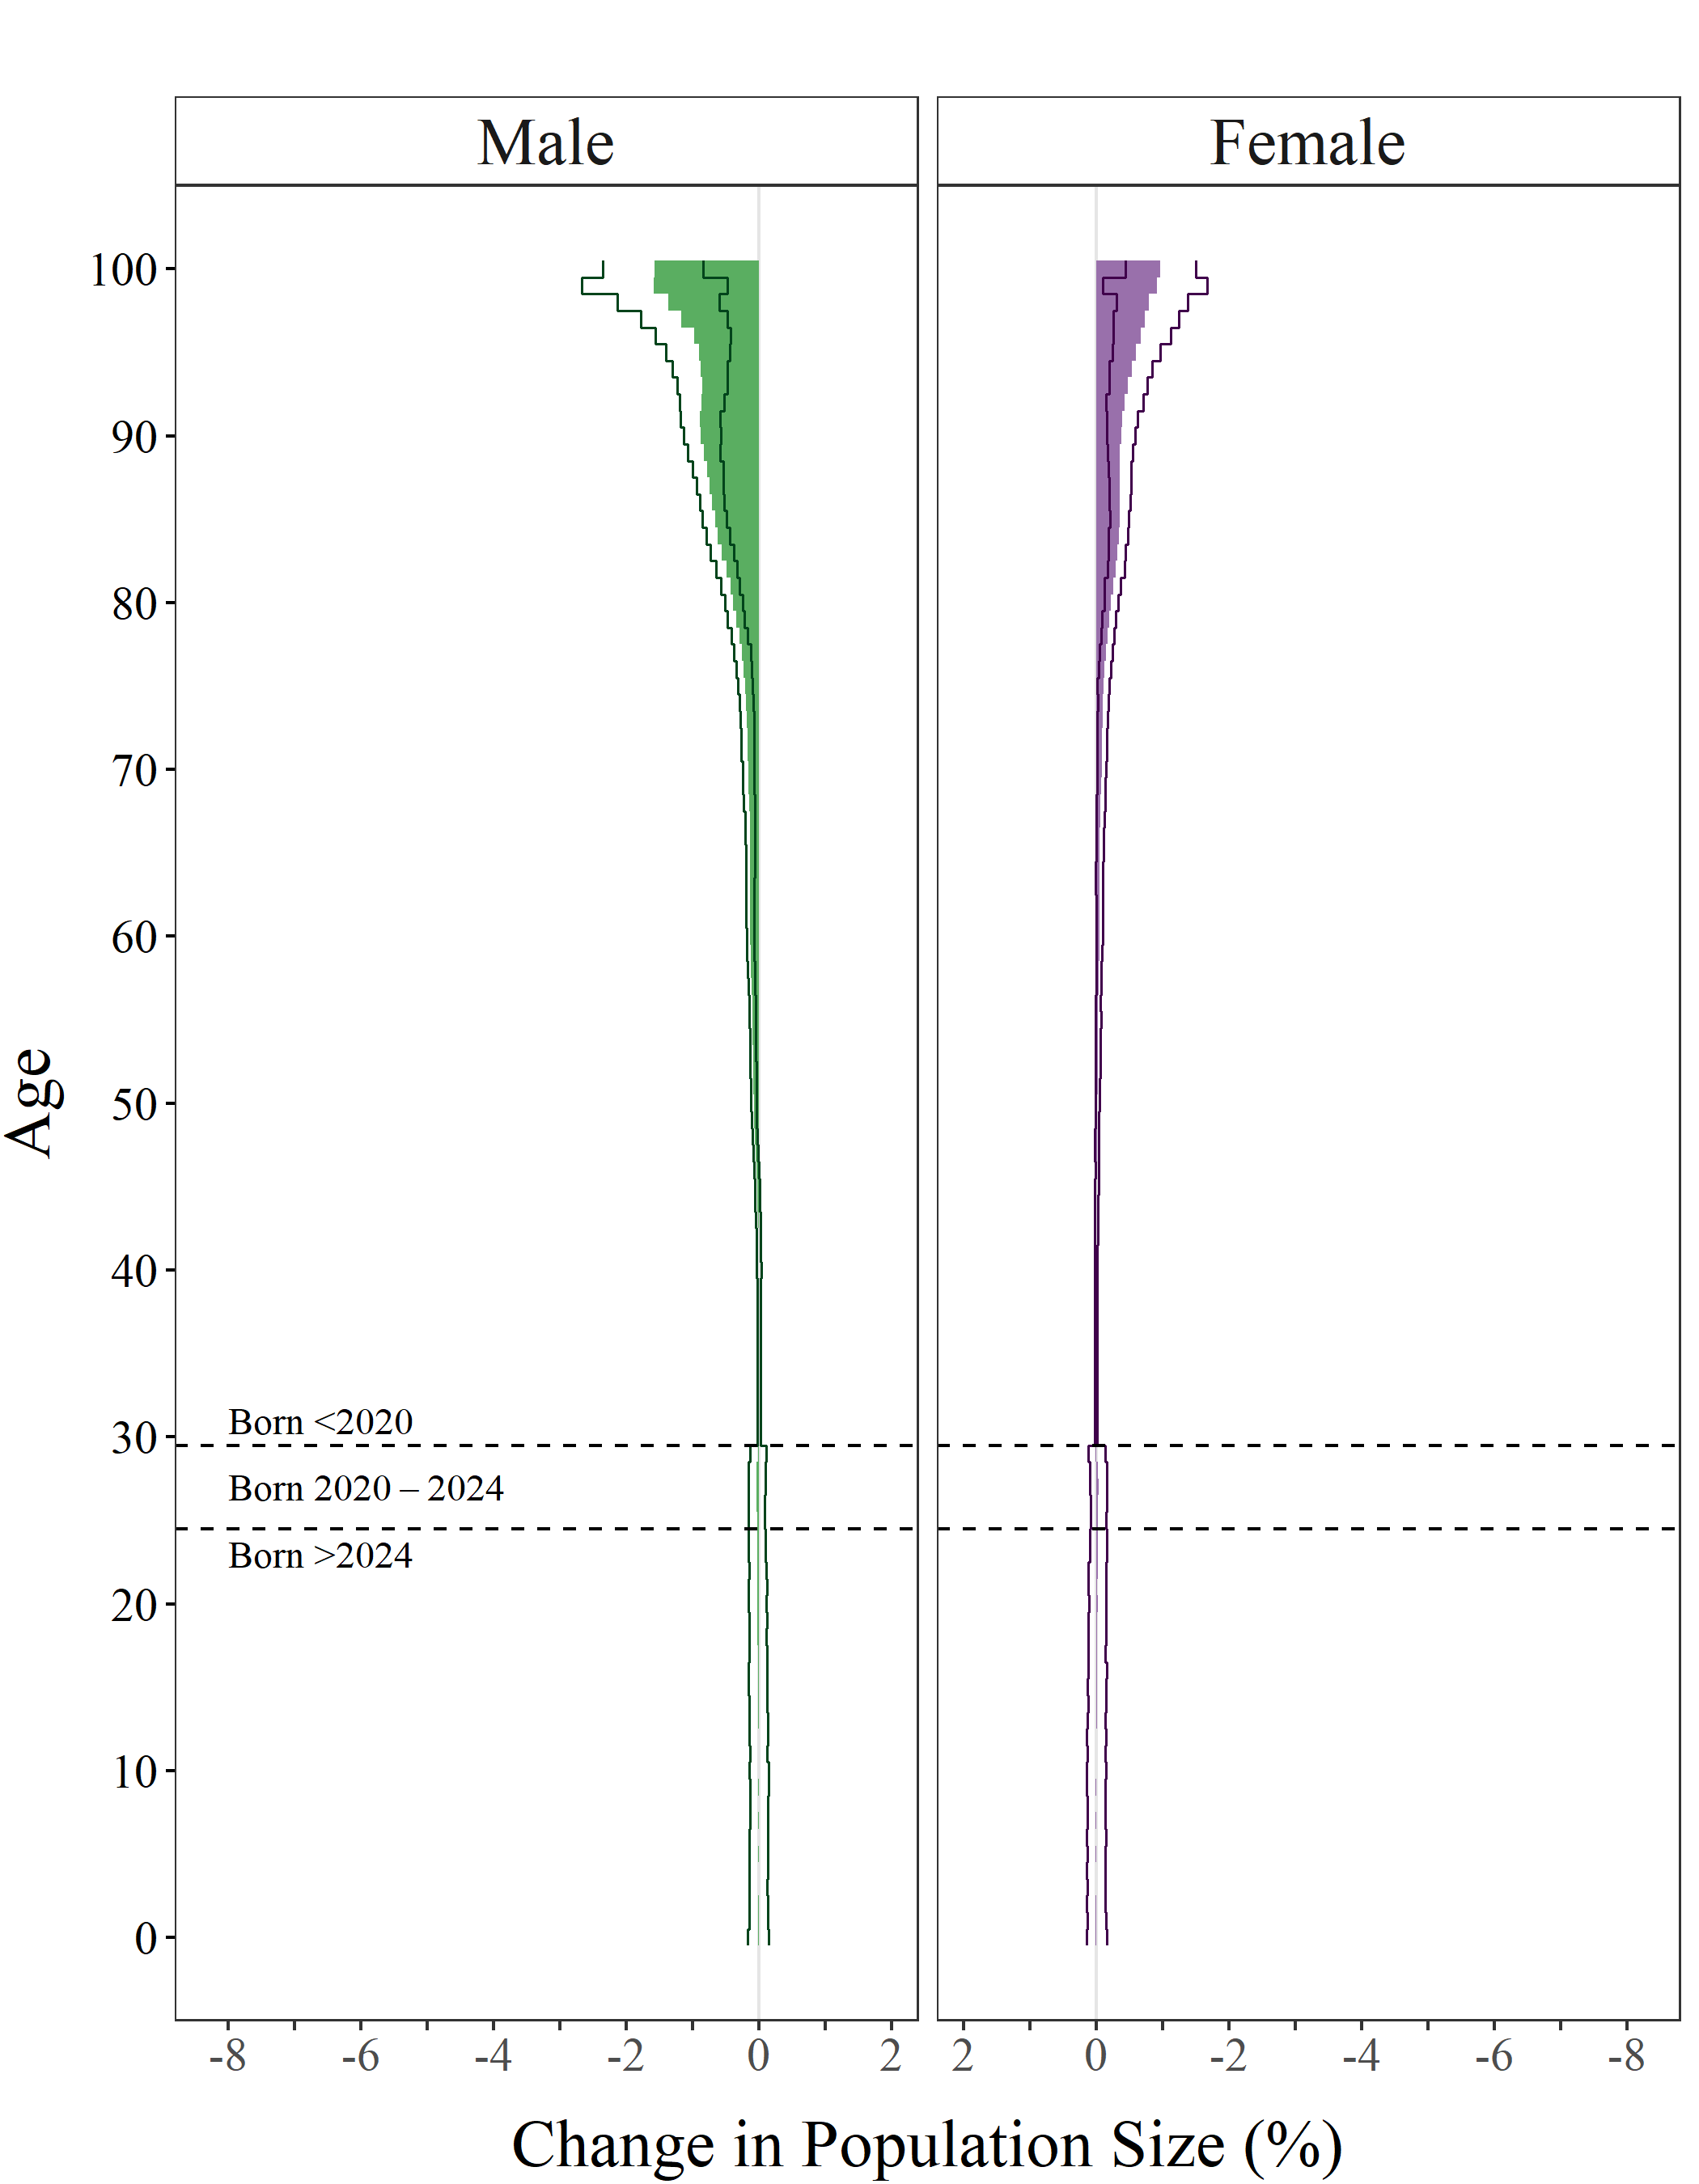 Male Female
100
90
80
70
60
50
40
30
20
10
0
Age
Born <2020
Born 2020 – 2024
Born >2024
-8 -6 -4 -2 0 2 2 0 -2 -4 -6 -8
Change in Population Size (%)